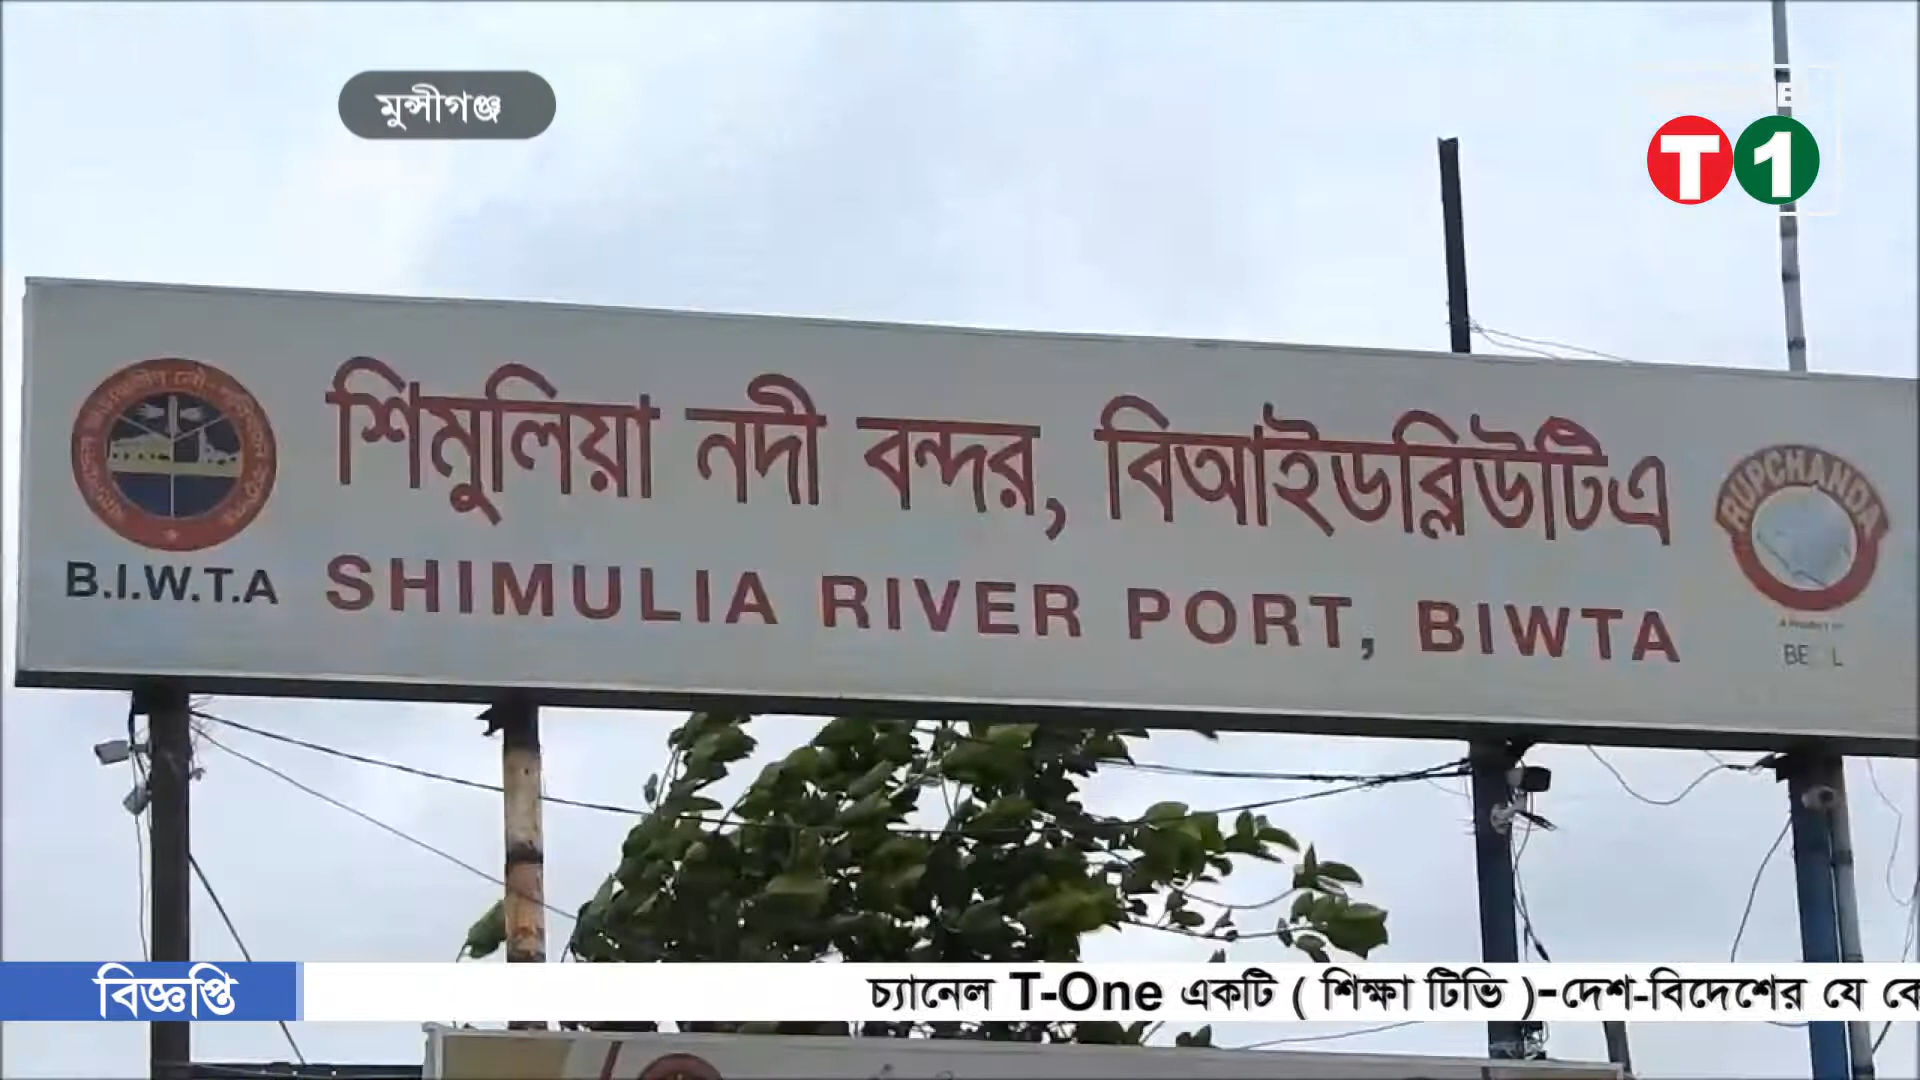 মুন্সীগঞ্জ
T1
শিমুলিয়া নদী বন্দর, বিআইডব্লিউটিএ
B.I.W.T.A
SHIMULIA RIVER PORT, BIWTA
RUPCHANDA
বিজ্ঞপ্তি
চ্যানেল T-One একটি ( শিক্ষা টিভি )-দেশ-বিদেশের যে